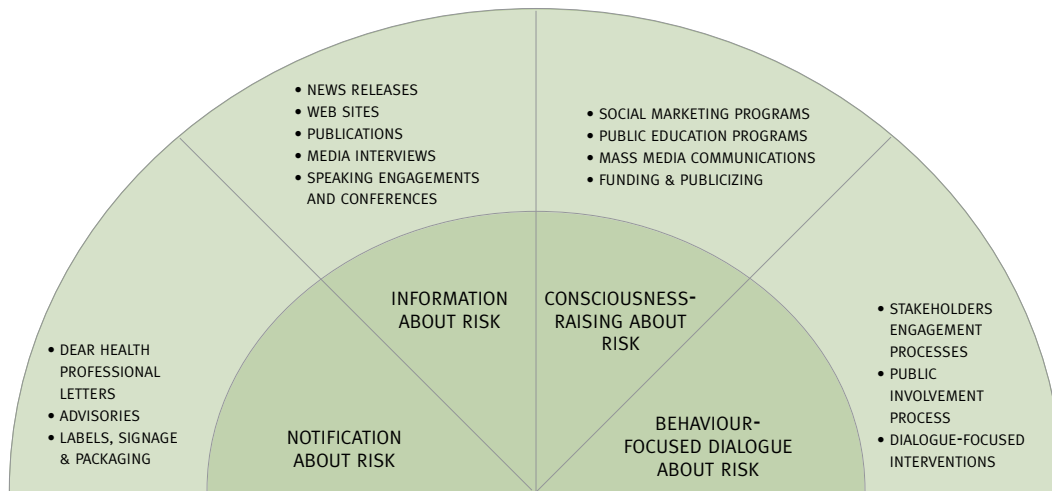 • NEWS RELEASES
• WEB SITES
• PUBLICATIONS
• MEDIA INTERVIEWS
• SPEAKING ENGAGEMENTS
AND CONFERENCES
• SOCIAL MARKETING PROGRAMS
• PUBLIC EDUCATION PROGRAMS
• MASS MEDIA COMMUNICATIONS
• FUNDING & PUBLICIZING
INFORMATION
ABOUT RISK
CONSCIOUSNESS-
RAISING ABOUT
RISK
• DEAR HEALTH
PROFESSIONAL
LETTERS
• ADVISORIES
• LABELS, SIGNAGE
& PACKAGING
NOTIFICATION
ABOUT RISK
BEHAVIOUR-
FOCUSED DIALOGUE
ABOUT RISK
• STAKEHOLDERS
ENGAGEMENT
PROCESSES
• PUBLIC
INVOLVEMENT
PROCESS
• DIALOGUE-FOCUSED
INTERVENTIONS